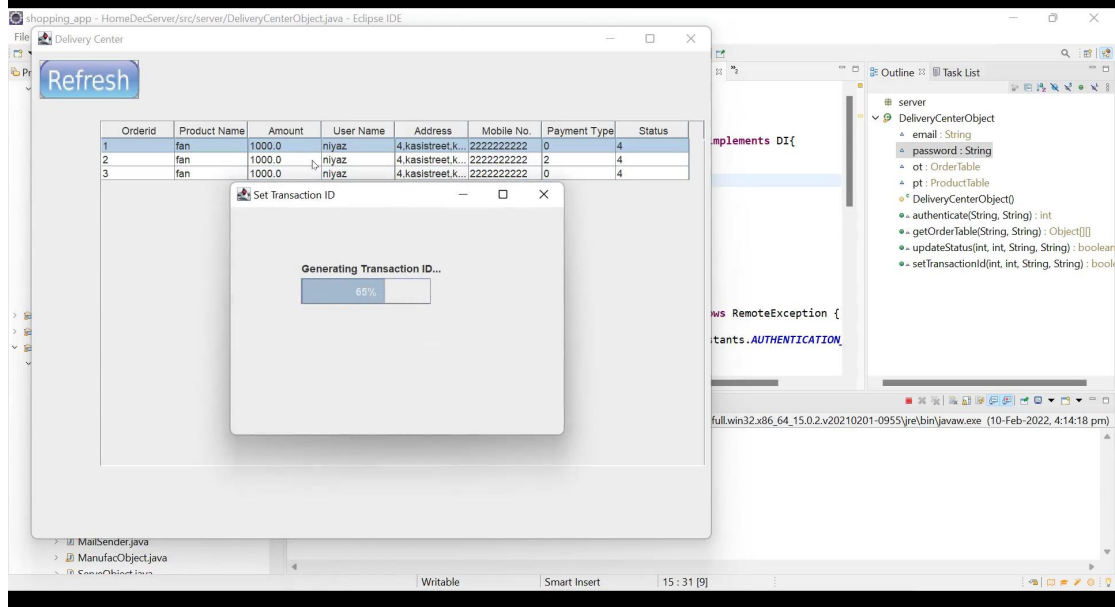 shopping_app - HomeDecServer/src/server/DeliveryCenterObject.java - Eclipse IDE
File
Delivery Center
Refresh
Orderid Product Name Amount User Name Address Mobile No. Payment Type Status
1 fan 1000.0 niyaz 4,kasistreet,k... 2222222222 0 4
2 fan 1000.0 niyaz 4,kasistreet,k... 2222222222 2 4
3 fan 1000.0 niyaz 4,kasistreet,k... 2222222222 0 4
Set Transaction ID
Generating Transaction ID...
65%
Pr
2
mplements DI{
ows RemoteException {
tants.AUTHENTICATION_
Outline Task List
server
DeliveryCenterObject
email : String
password : String
ot : OrderTable
pt : ProductTable
DeliveryCenterObject()
authenticate(String, String) : int
getOrderTable(String, String) : Object[][]
updateStatus(int, int, String, String) : boolean
setTransactionId(int, int, String, String) : bool
full.win32.x86_64_15.0.2.v20210201-0955\jre\bin\javaw.exe (10-Feb-2022, 4:14:18 pm)
MailSender.java
ManufacObject.java
Writable Smart Insert 15 : 31 [9]